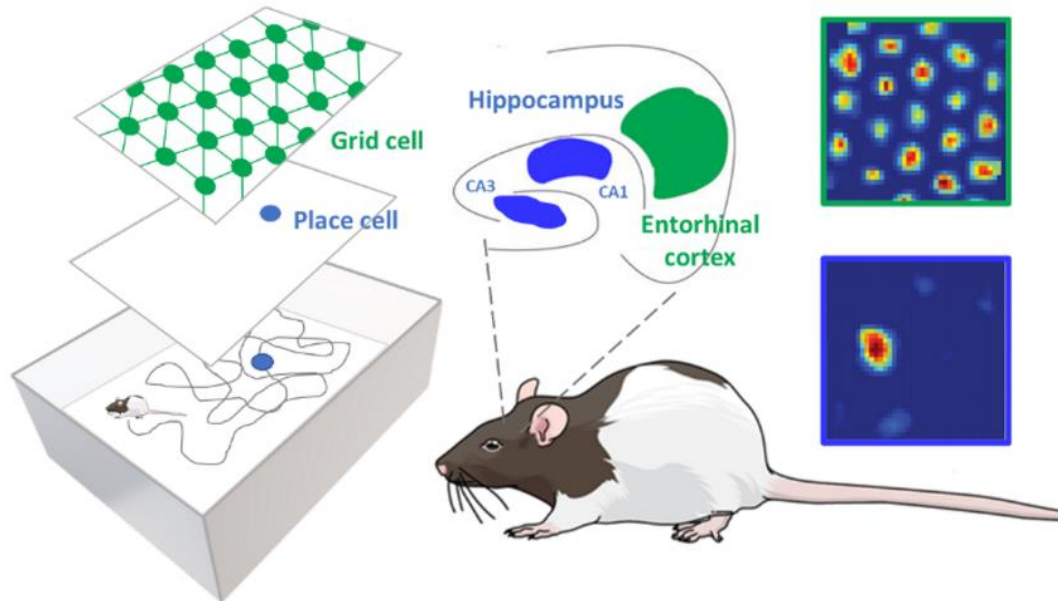 Grid cell
Place cell
Hippocampus
CA3
CA1
Entorhinal
cortex